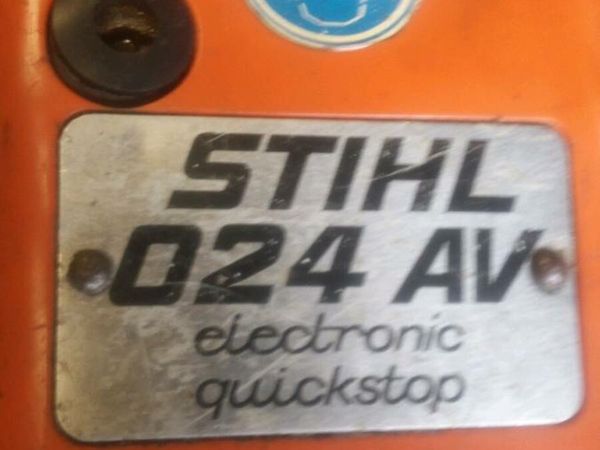 STIHL
024 AV
electronic
quickstop